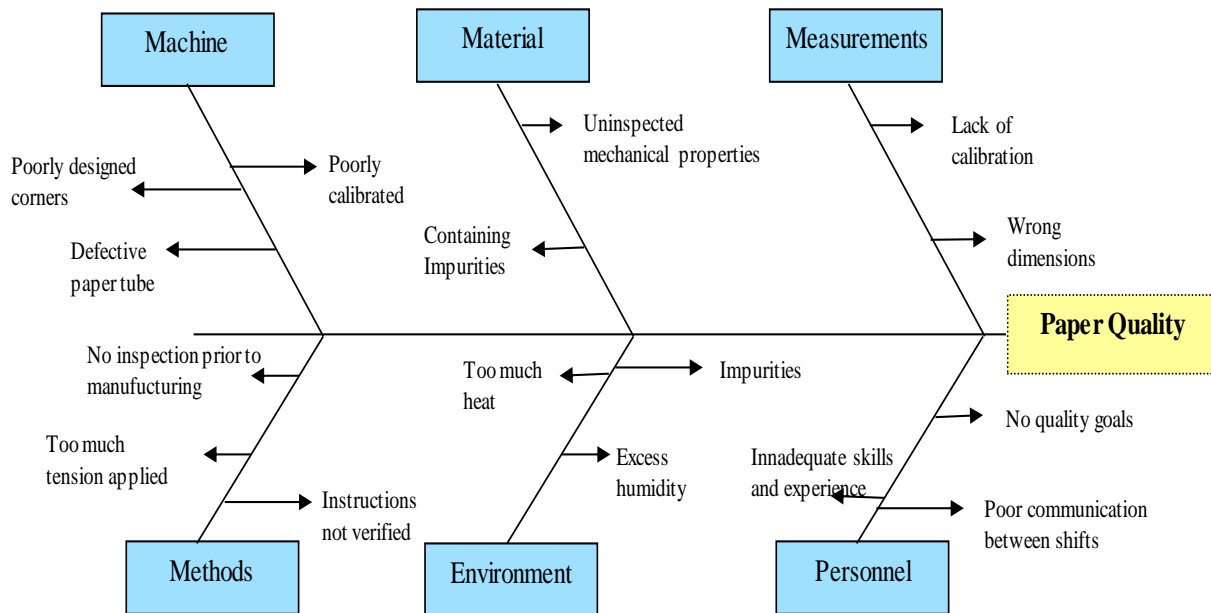 Machine
Material
Measurements
Poorly designed
corners
Poorly
calibrated
Defective
paper tube
Uninspected
mechanical properties
Containing
Impurities
Lack of
calibration
Wrong
dimensions
Paper Quality
No inspection prior to
manufacturing
Too much
tension applied
Instructions
not verified
Too much
heat
Impurities
Excess
humidity
No quality goals
Innadequate skills
and experience
Poor communication
between shifts
Methods
Environment
Personnel